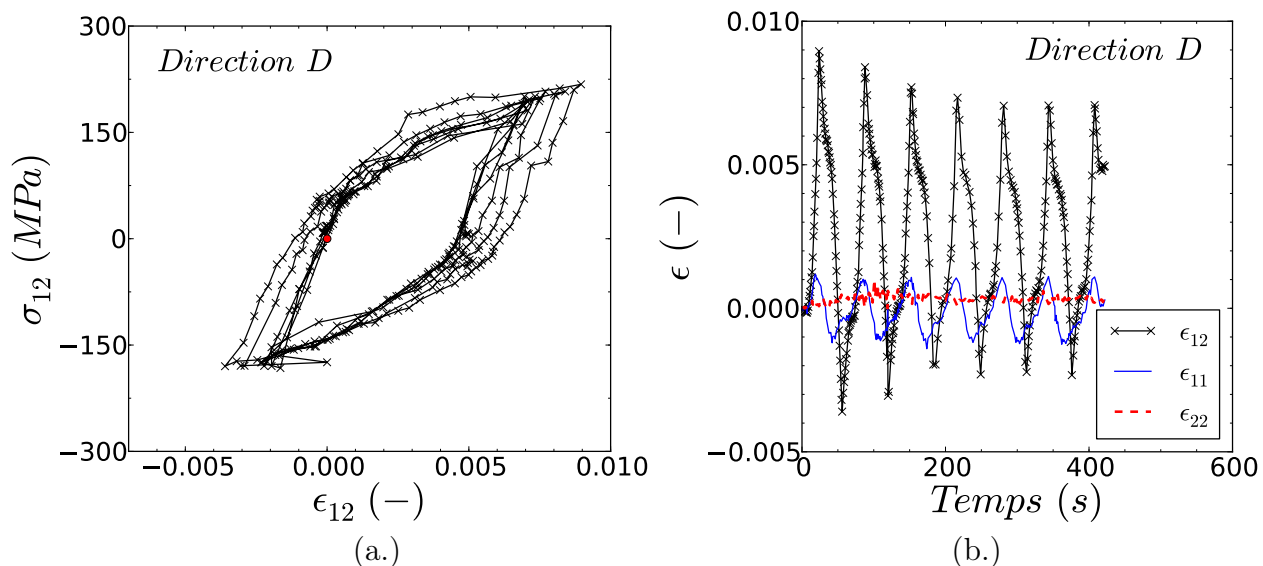 300
150
0
−150
−300
−0.005
0.000
0.005
0.010
σ12 (MPa)
ϵ12 (−)
Direction D
(a.)
0.010
0.005
0.000
−0.005
0
200
400
600
ϵ (−)
Temps (s)
Direction D
ϵ12
ϵ11
ϵ22
(b.)